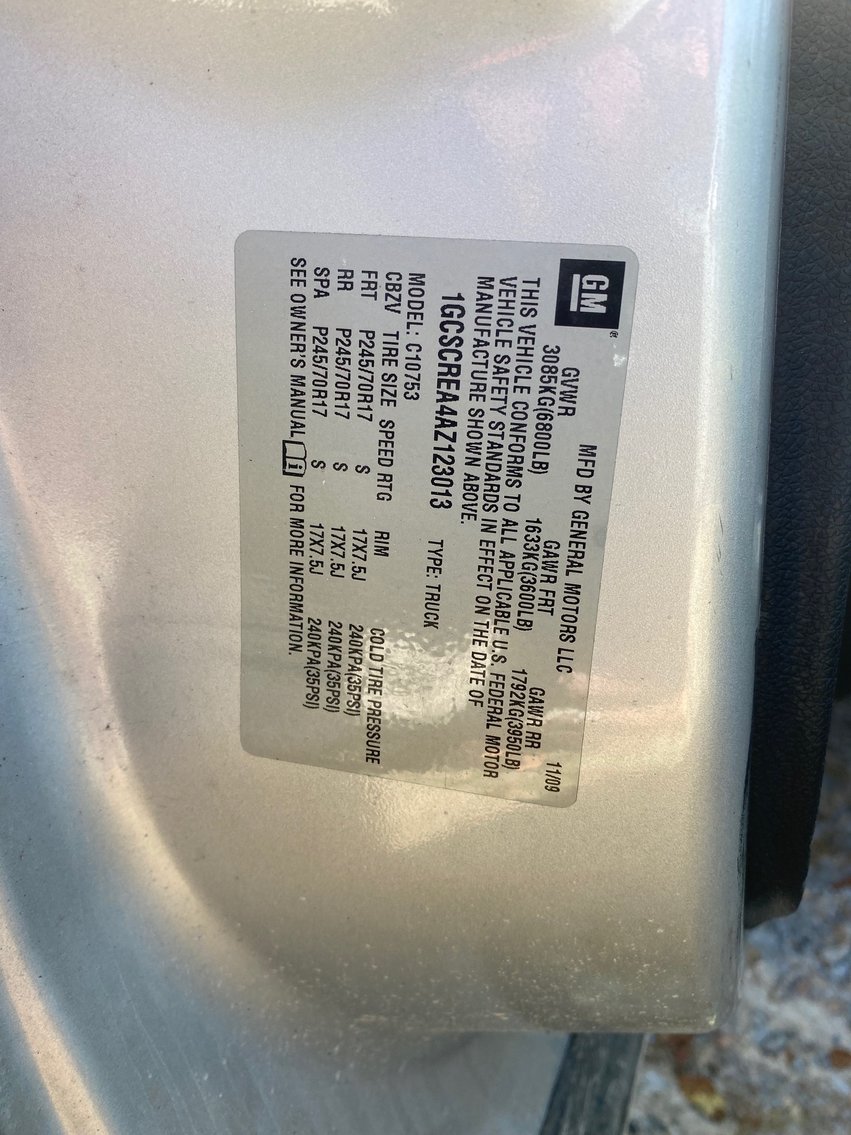 GM®
MFD BY GENERAL MOTORS LLC 11/09
GVWR GAWR FRT GAWR RR
3085KG(6800LB) 1633KG(3600LB) 1792KG(3950LB)
THIS VEHICLE CONFORMS TO ALL APPLICABLE U.S. FEDERAL MOTOR
VEHICLE SAFETY STANDARDS IN EFFECT ON THE DATE OF
MANUFACTURE SHOWN ABOVE.
1GCSCREA4AZ123013 TYPE: TRUCK
MODEL: C10753
CBZV TIRE SIZE SPEED RTG RIM COLD TIRE PRESSURE
FRT P245/70R17 S 17X7.5J 240KPA(35PSI)
RR P245/70R17 S 17X7.5J 240KPA(35PSI)
SPA P245/70R17 S 17X7.5J 240KPA(35PSI)
SEE OWNER'S MANUAL i FOR MORE INFORMATION.